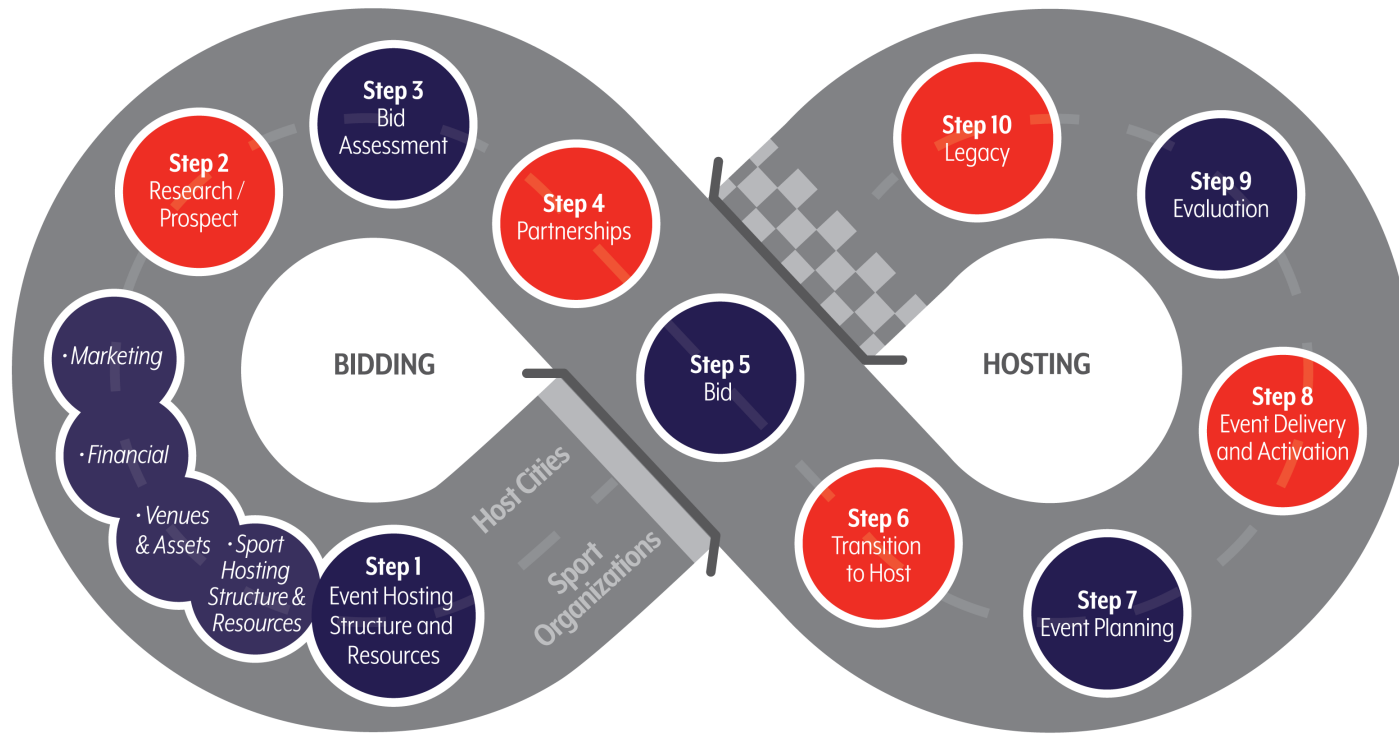 BIDDING
Host Cities
Sport
Organizations
Step 1
Event Hosting
Structure and
Resources
· Sport
Hosting
Structure &
Resources
· Venues
& Assets
· Financial
· Marketing
Step 2
Research /
Prospect
Step 3
Bid
Assessment
Step 4
Partnerships
Step 5
Bid
HOSTING
Step 6
Transition
to Host
Step 7
Event Planning
Step 8
Event Delivery
and Activation
Step 9
Evaluation
Step 10
Legacy